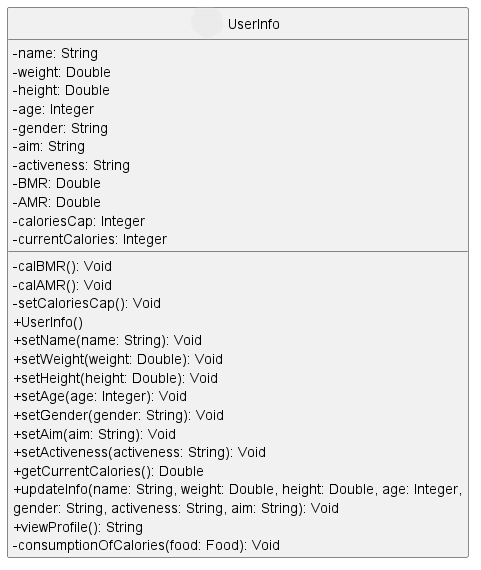 UserInfo
-name: String
-weight: Double
-height: Double
-age: Integer
-gender: String
-aim: String
-activeness: String
-BMR: Double
-AMR: Double
-caloriesCap: Integer
-currentCalories: Integer
-calBMR(): Void
-calAMR(): Void
-setCaloriesCap(): Void
+UserInfo()
+setName(name: String): Void
+setWeight(weight: Double): Void
+setHeight(height: Double): Void
+setAge(age: Integer): Void
+setGender(gender: String): Void
+setAim(aim: String): Void
+setActiveness(activeness: String): Void
+getCurrentCalories(): Double
+updateInfo(name: String, weight: Double, height: Double, age: Integer,
gender: String, activeness: String, aim: String): Void
+viewProfile(): String
-consumptionOfCalories(food: Food): Void